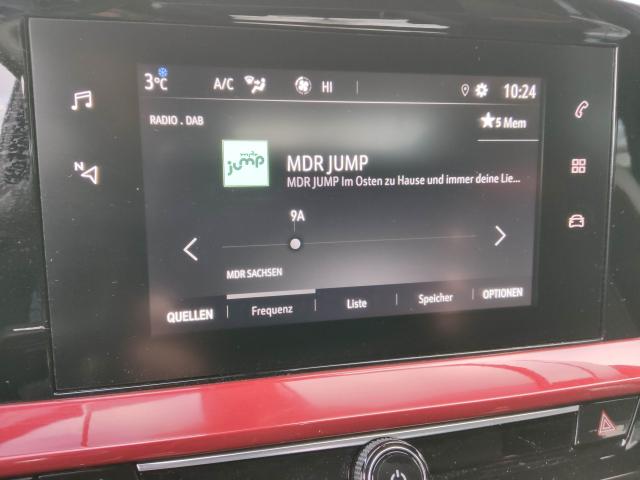 3°C A/C HI 10:24
RADIO . DAB ★5 Mem
mdr
jump
MDR JUMP
MDR JUMP Im Osten zu Hause und immer deine Lie...
N
9A
MDR SACHSEN
QUELLEN Frequenz Liste Speicher OPTIONEN